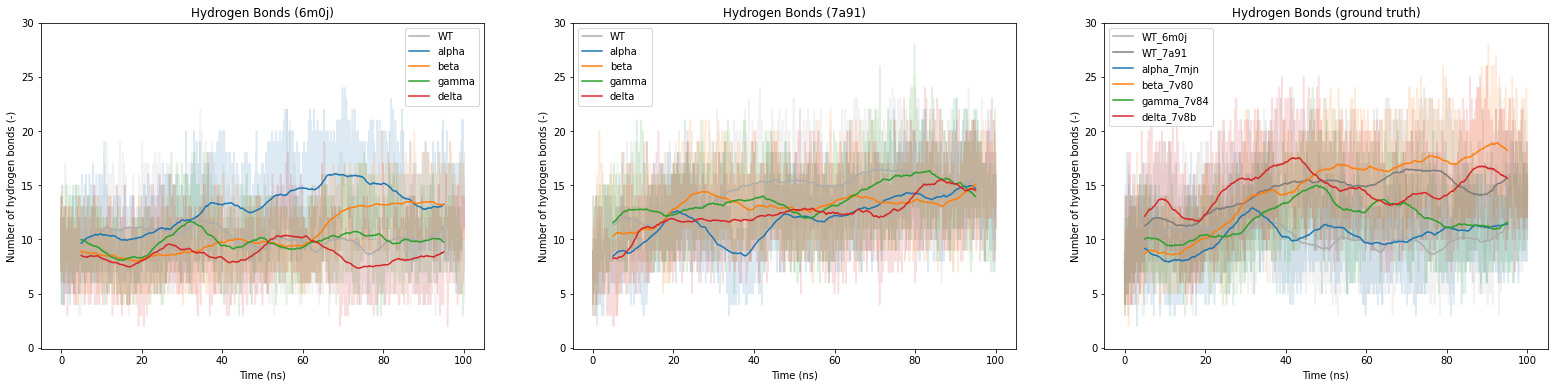 Hydrogen Bonds (6m0j)
Number of hydrogen bonds (-)
30
25
20
15
10
5
0
WT
alpha
beta
gamma
delta
0 20 40 60 80 100
Time (ns)
Hydrogen Bonds (7a91)
Number of hydrogen bonds (-)
30
25
20
15
10
5
0
WT
alpha
beta
gamma
delta
0 20 40 60 80 100
Time (ns)
Hydrogen Bonds (ground truth)
Number of hydrogen bonds (-)
30
25
20
15
10
5
0
WT_6m0j
WT_7a91
alpha_7mjn
beta_7v80
gamma_7v84
delta_7v8b
0 20 40 60 80 100
Time (ns)